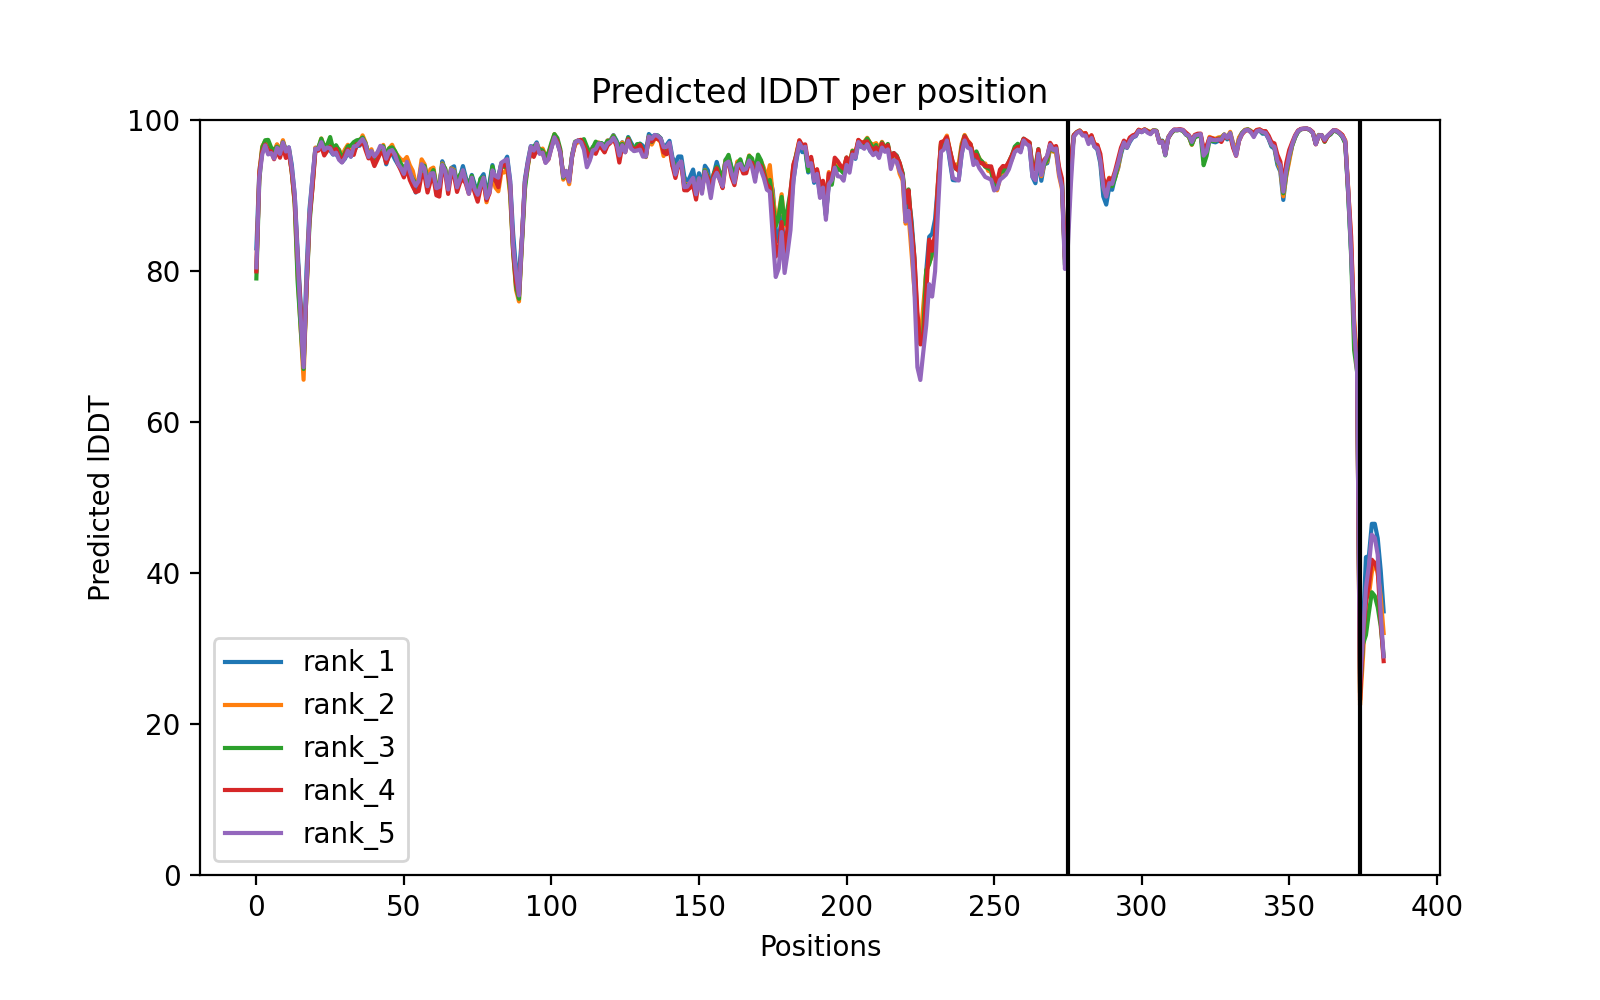 Predicted lDDT per position
100
80
60
40
20
0
Predicted lDDT
rank_1
rank_2
rank_3
rank_4
rank_5
0 50 100 150 200 250 300 350 400
Positions